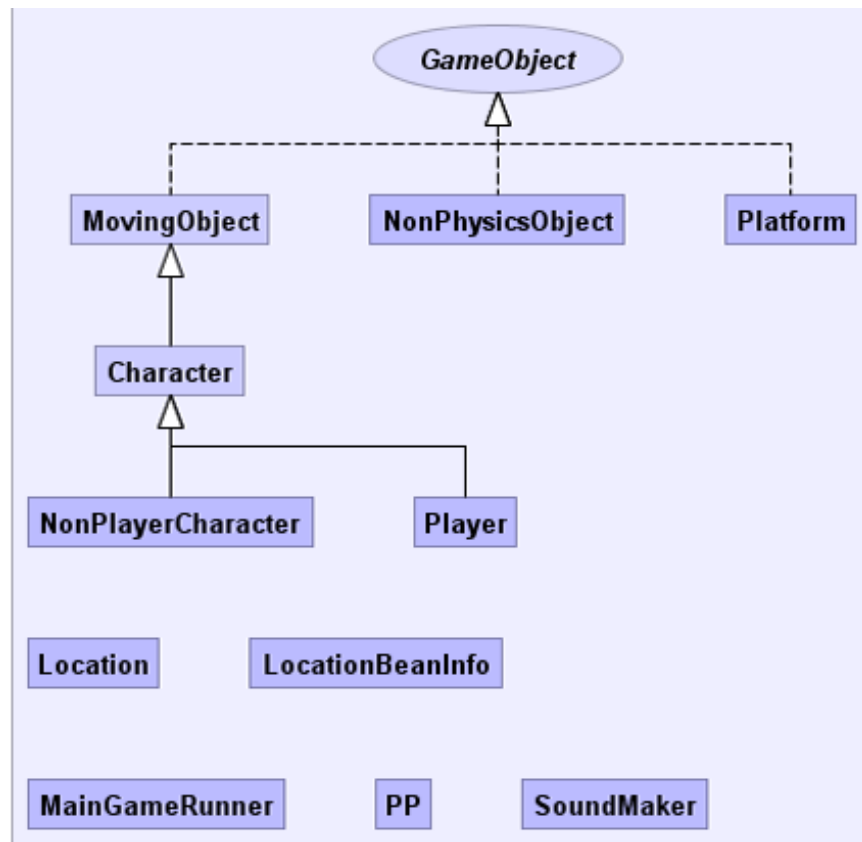 GameObject
MovingObject
NonPhysicsObject
Platform
Character
NonPlayerCharacter
Player
Location
LocationBeanInfo
MainGameRunner
PP
SoundMaker